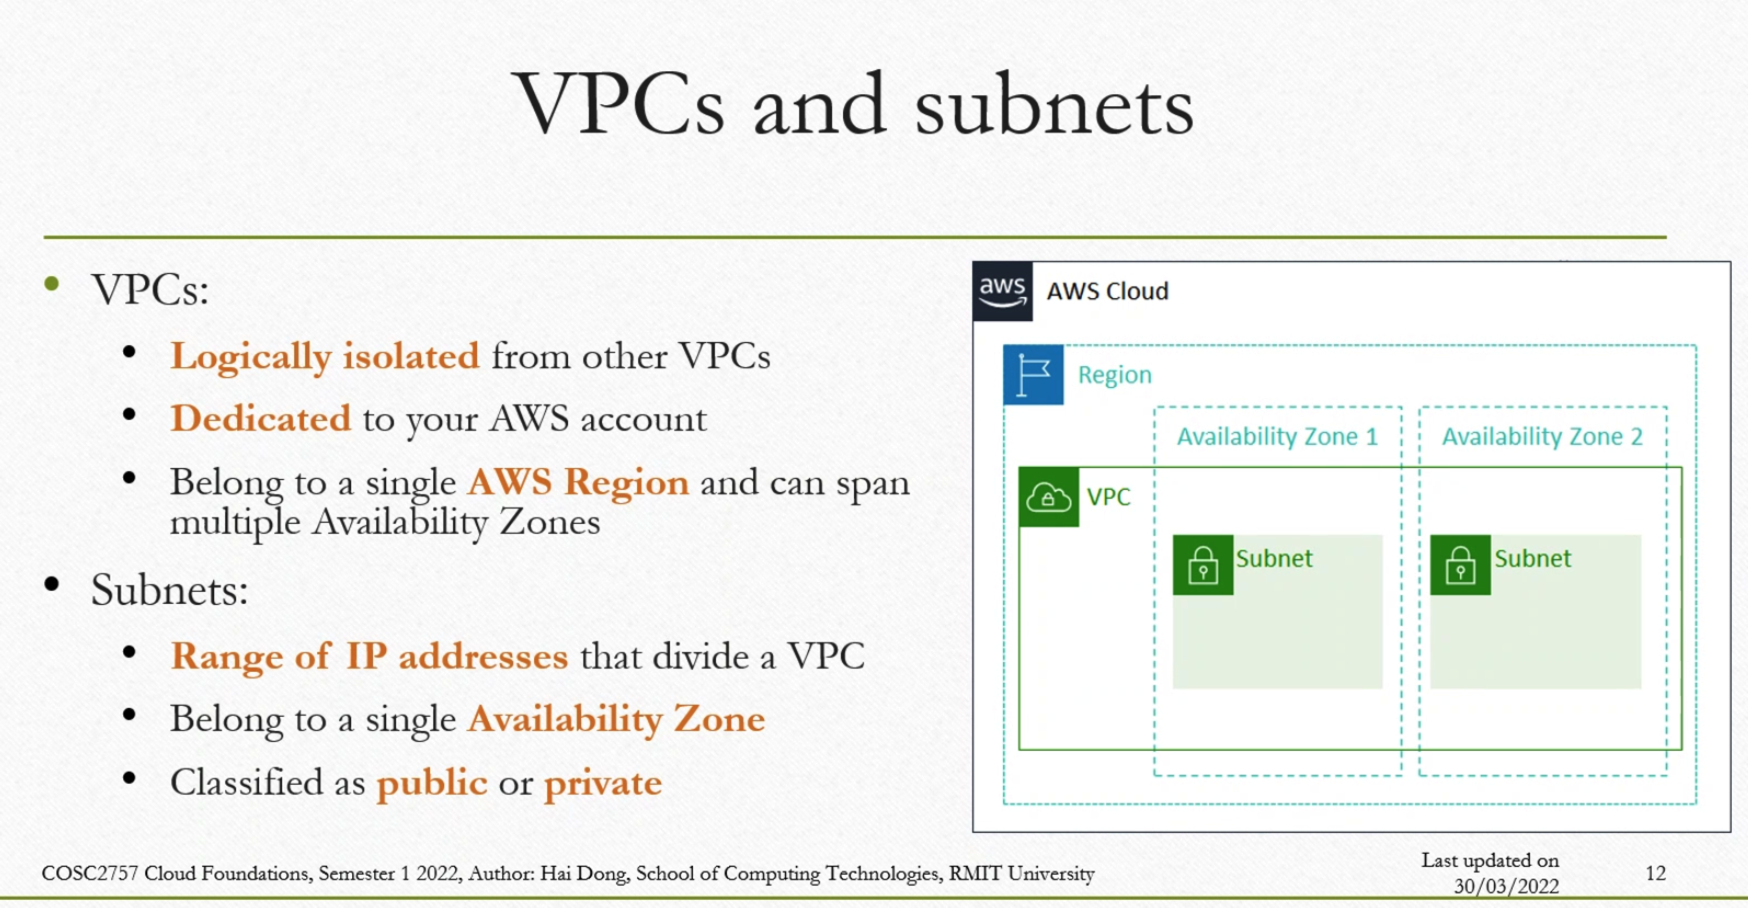 VPCs and subnets
VPCs:
Logically isolated from other VPCs
Dedicated to your AWS account
Belong to a single AWS Region and can span
multiple Availability Zones
Subnets:
Range of IP addresses that divide a VPC
Belong to a single Availability Zone
Classified as public or private
aws
AWS Cloud
Region
Availability Zone 1
Availability Zone 2
VPC
Subnet
Subnet
COSC2757 Cloud Foundations, Semester 1 2022, Author: Hai Dong, School of Computing Technologies, RMIT University
Last updated on
30/03/2022
12